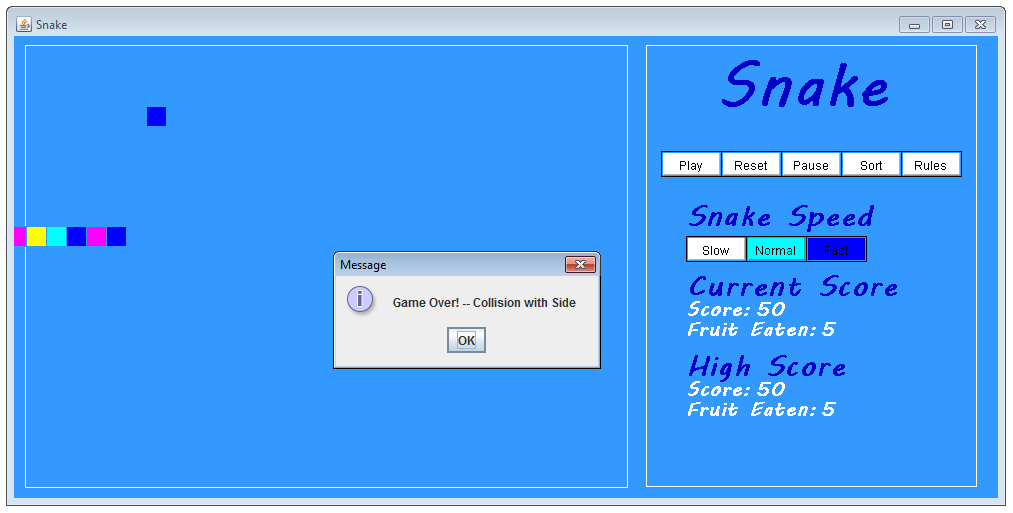 Snake
Snake
Play Reset Pause Sort Rules
Snake Speed
Slow Normal Fast
Message
Game Over! -- Collision with Side
OK
Current Score
Score: 50
Fruit Eaten: 5
High Score
Score: 50
Fruit Eaten: 5